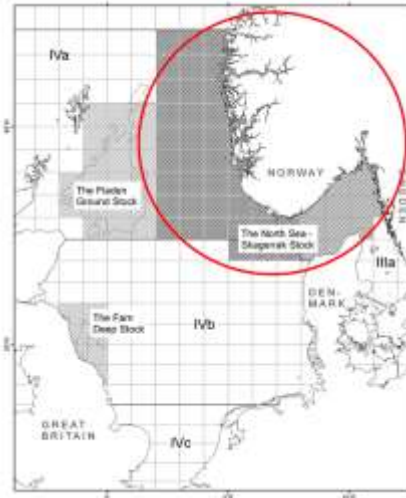 IVa
The Fladen
Ground Stock
NORWAY
The North Sea -
Skagerrak Stock
IIIa
DEN-
MARK
The Farn
Deep Stock
IVb
GREAT
BRITAIN
IVc